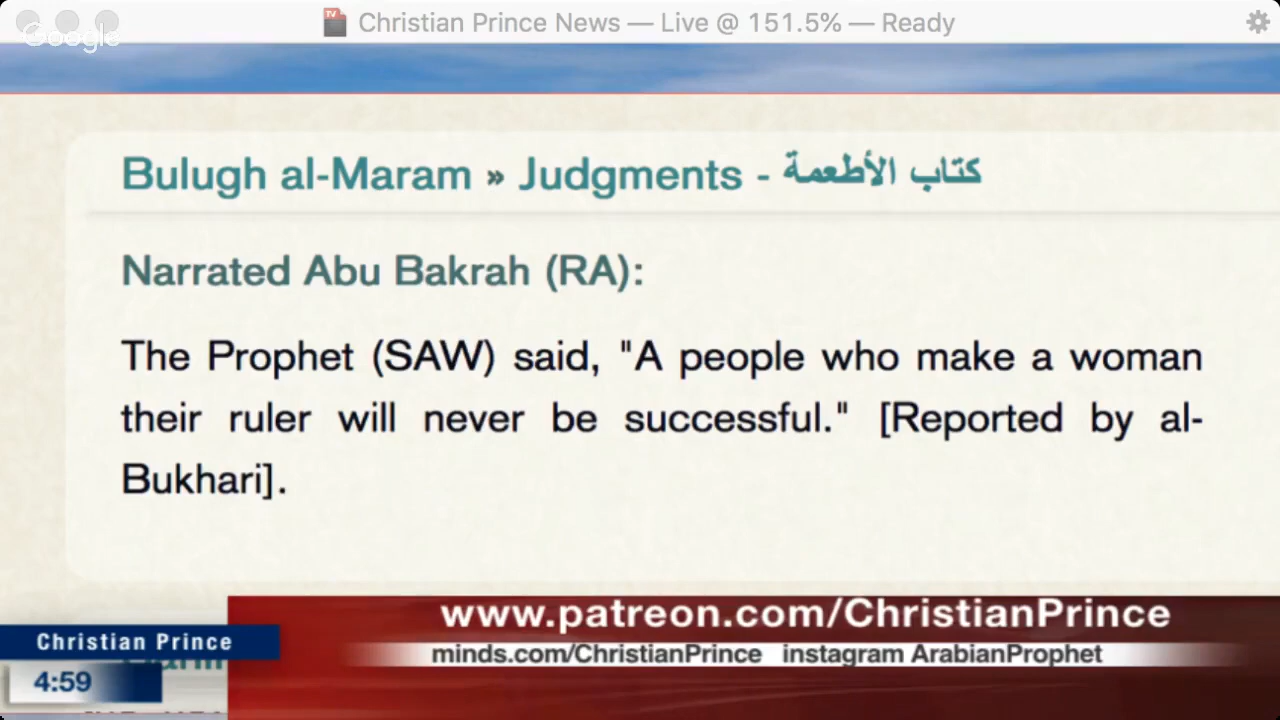 Google
Christian Prince News — Live @ 151.5% — Ready
Bulugh al-Maram » Judgments - كتاب الأطعمة
Narrated Abu Bakrah (RA):
The Prophet (SAW) said, "A people who make a woman
their ruler will never be successful." [Reported by al-
Bukhari].
www.patreon.com/ChristianPrince
Christian Prince
minds.com/ChristianPrince instagram ArabianProphet
4:59